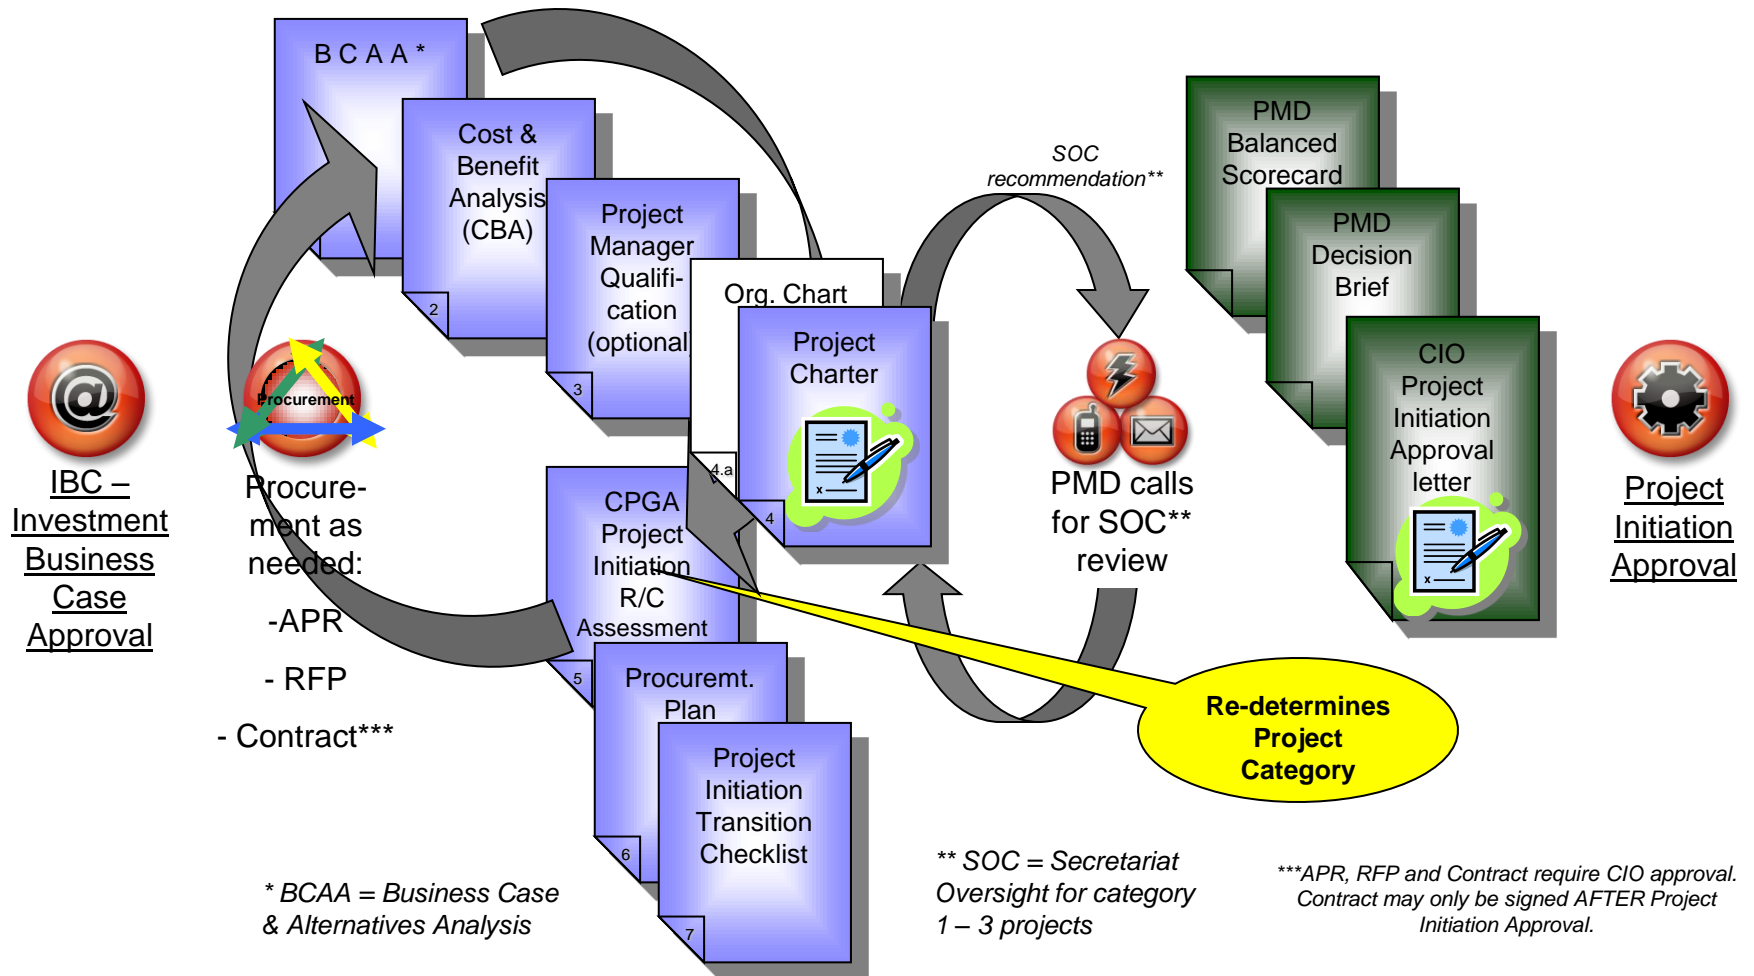 IBC –
Investment
Business
Case
Approval
Procurement
Procure-
ment as
needed:
-APR
- RFP
- Contract***
B C A A *
Cost &
Benefit
Analysis
(CBA)
2
Project
Manager
Qualifi-
cation
(optional)
3
Org. Chart
4.a
Project
Charter
x
4
CPGA
Project
Initiation
R/C
Assessment
5
Procuremt.
Plan
6
Project
Initiation
Transition
Checklist
7
SOC
recommendation**
@
PMD calls
for SOC**
review
Re-determines
Project
Category
PMD
Balanced
Scorecard
PMD
Decision
Brief
CIO
Project
Initiation
Approval
letter
x
Project
Initiation
Approval
* BCAA = Business Case
& Alternatives Analysis
** SOC = Secretariat
Oversight for category
1 – 3 projects
***APR, RFP and Contract require CIO approval.
Contract may only be signed AFTER Project
Initiation Approval.